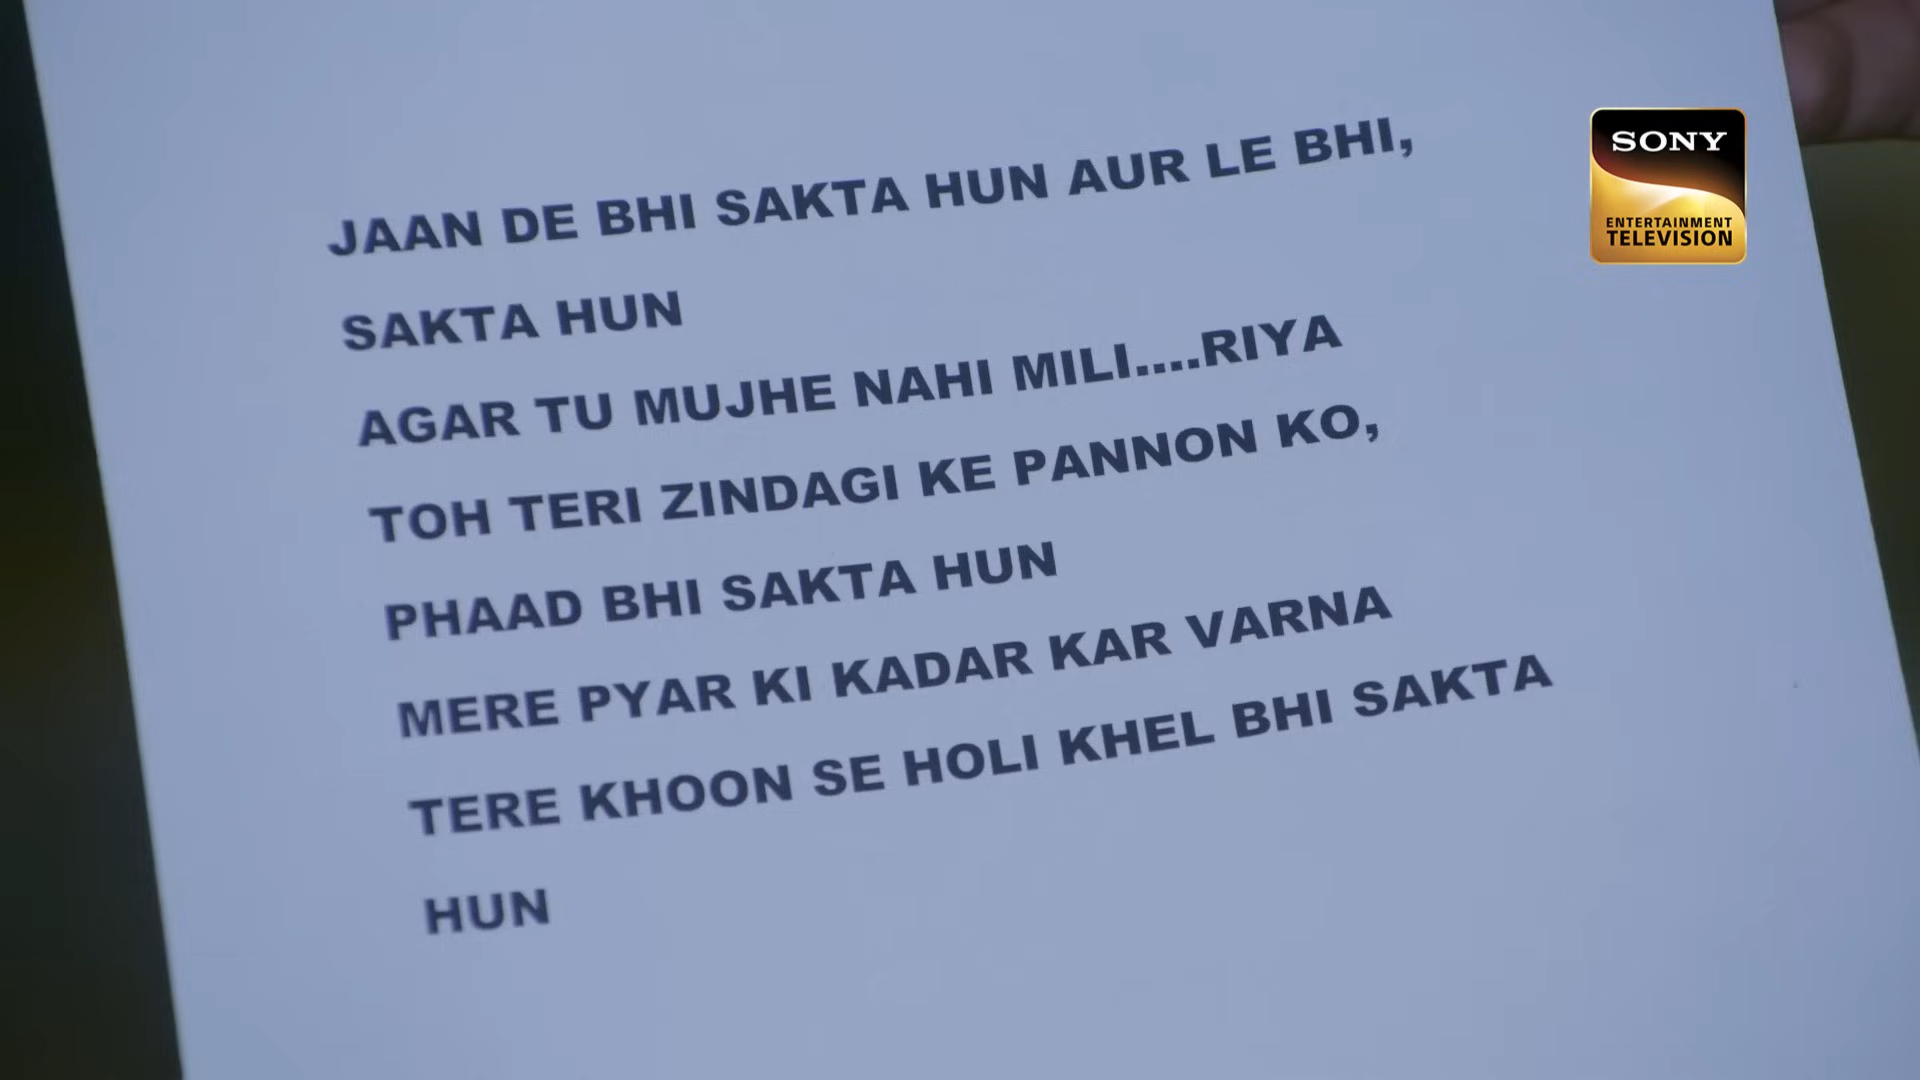 JAAN DE BHI SAKTA HUN AUR LE BHI,
SAKTA HUN
AGAR TU MUJHE NAHI MILI....RIYA
TOH TERI ZINDAGI KE PANNON KO,
PHAAD BHI SAKTA HUN
MERE PYAR KI KADAR KAR VARNA
TERE KHOON SE HOLI KHEL BHI SAKTA
HUN
SONY
ENTERTAINMENT
TELEVISION